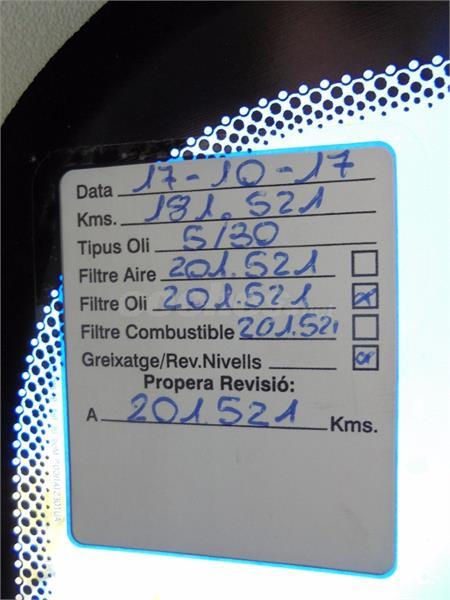 Data 17-10-17
Kms. 181.521
Tipus Oli 5/30
Filtre Aire 201.521
Filtre Oli 201.521
Filtre Combustible 201.521
Greixatge/Rev.Nivells
Propera Revisió:
A 201.521 Kms.